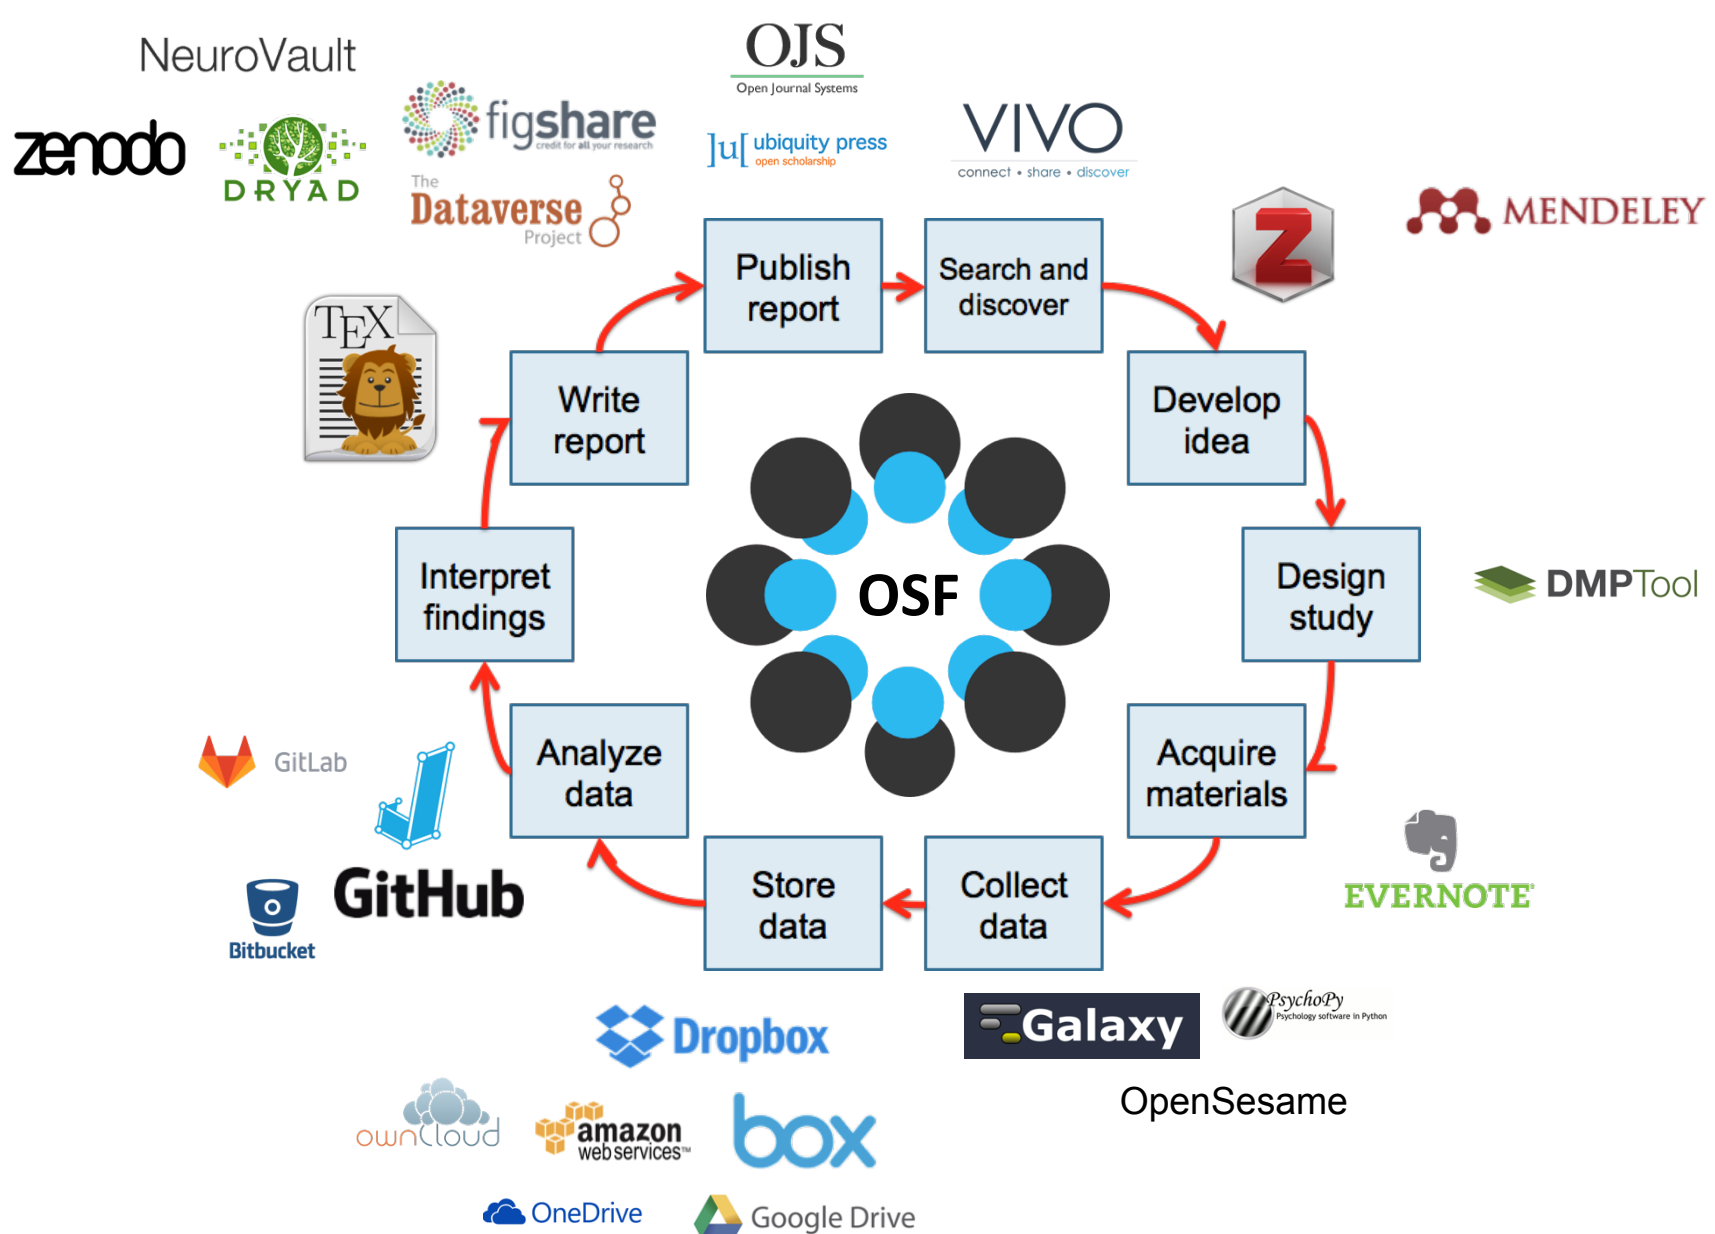 NeuroVault
OJS
Open Journal Systems
zenodo
DRYAD
figshare
credit for all your research
]u[ ubiquity press
open scholarship
VIVO
connect • share • discover
The
Dataverse
Project
Z
MENDELEY
Publish
report
Search and
discover
TEX
Write
report
Develop
idea
Interpret
findings
OSF
Design
study
DMPTool
GitLab
Analyze
data
Acquire
materials
GitHub
Bitbucket
Store
data
Collect
data
EVERNOTE®
Dropbox
Galaxy
PsychoPy
Psychology software in Python
OpenSesame
ownCloud
amazon
web services™
box
OneDrive
Google Drive